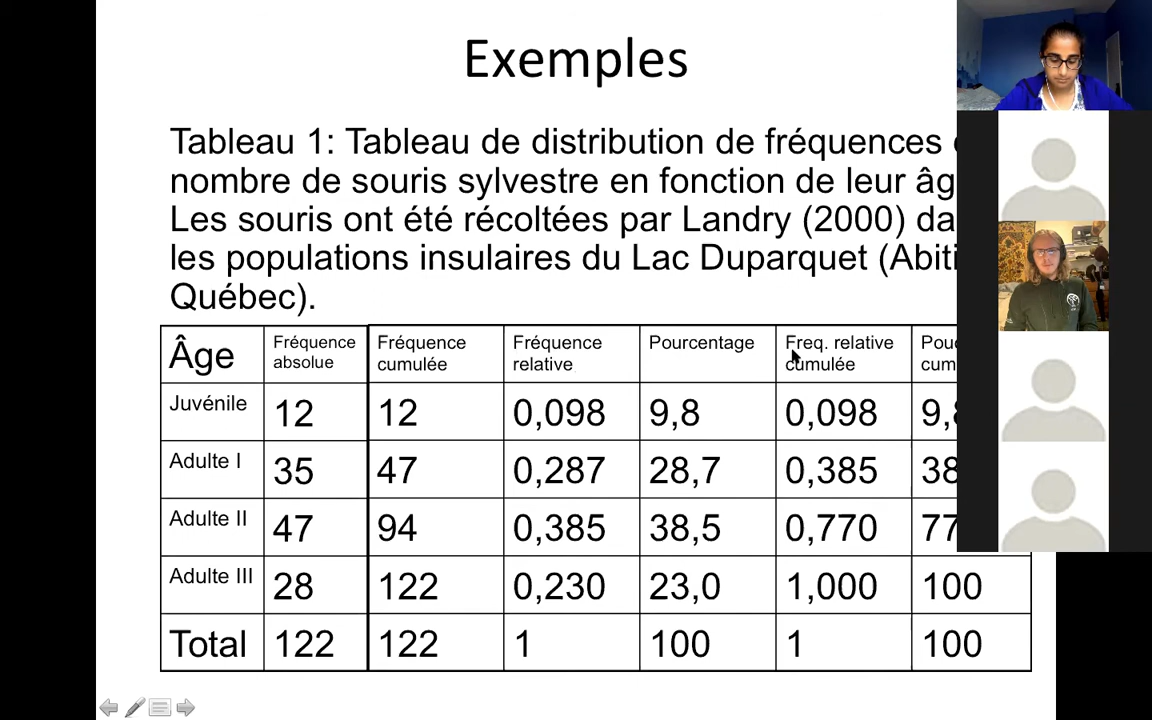 Exemples
Tableau 1: Tableau de distribution de fréquences
nombre de souris sylvestre en fonction de leur
Les souris ont été récoltées par Landry (2000)
les populations insulaires du Lac Duparquet
Québec).
Âge Fréquence absolue Fréquence cumulée Fréquence relative Pourcentage Freq. relative cumulée
Juvénile 12 12 0,098 9,8 0,098
Adulte I 35 47 0,287 28,7 0,385
Adulte II 47 94 0,385 38,5 0,770
Adulte III 28 122 0,230 23,0 1,000 100
Total 122 122 1 100 1 100